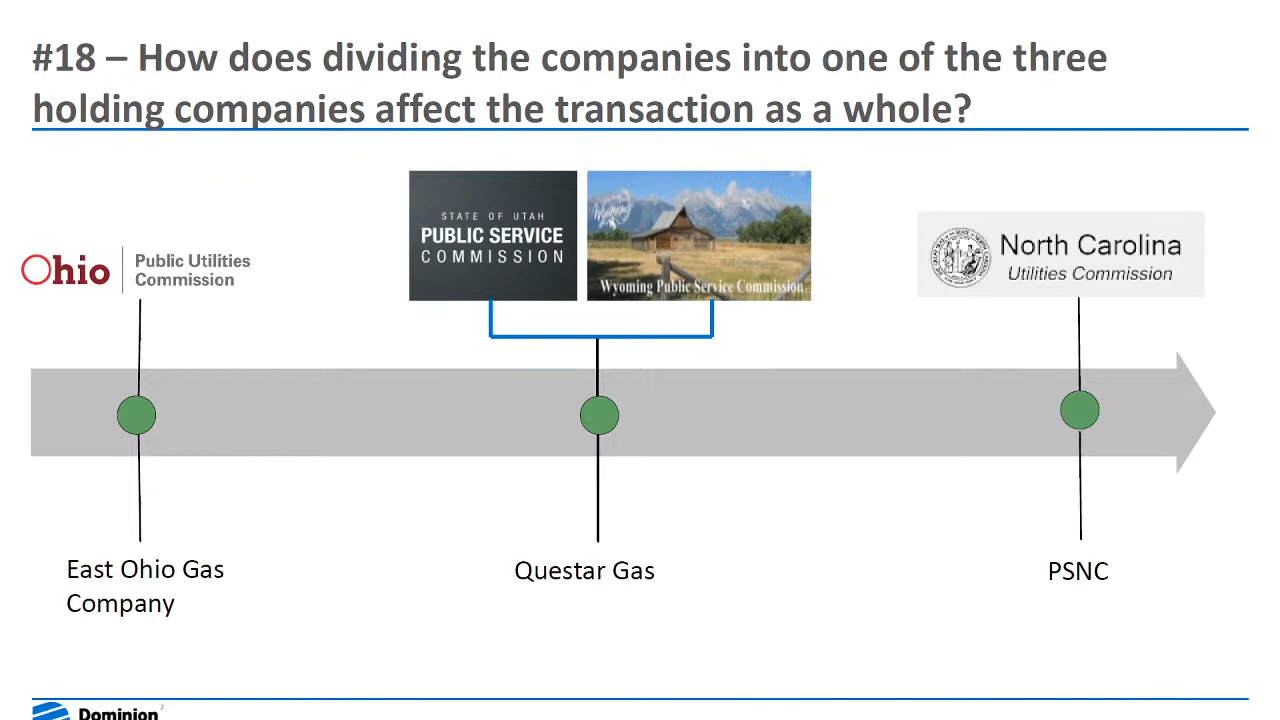 #18 – How does dividing the companies into one of the three
holding companies affect the transaction as a whole?
STATE OF UTAH
PUBLIC SERVICE
COMMISSION
Wyoming
Wyoming Public Service Commission
Ohio
Public Utilities
Commission
North Carolina
Utilities Commission
East Ohio Gas
Company
Questar Gas
PSNC
Dominion
2